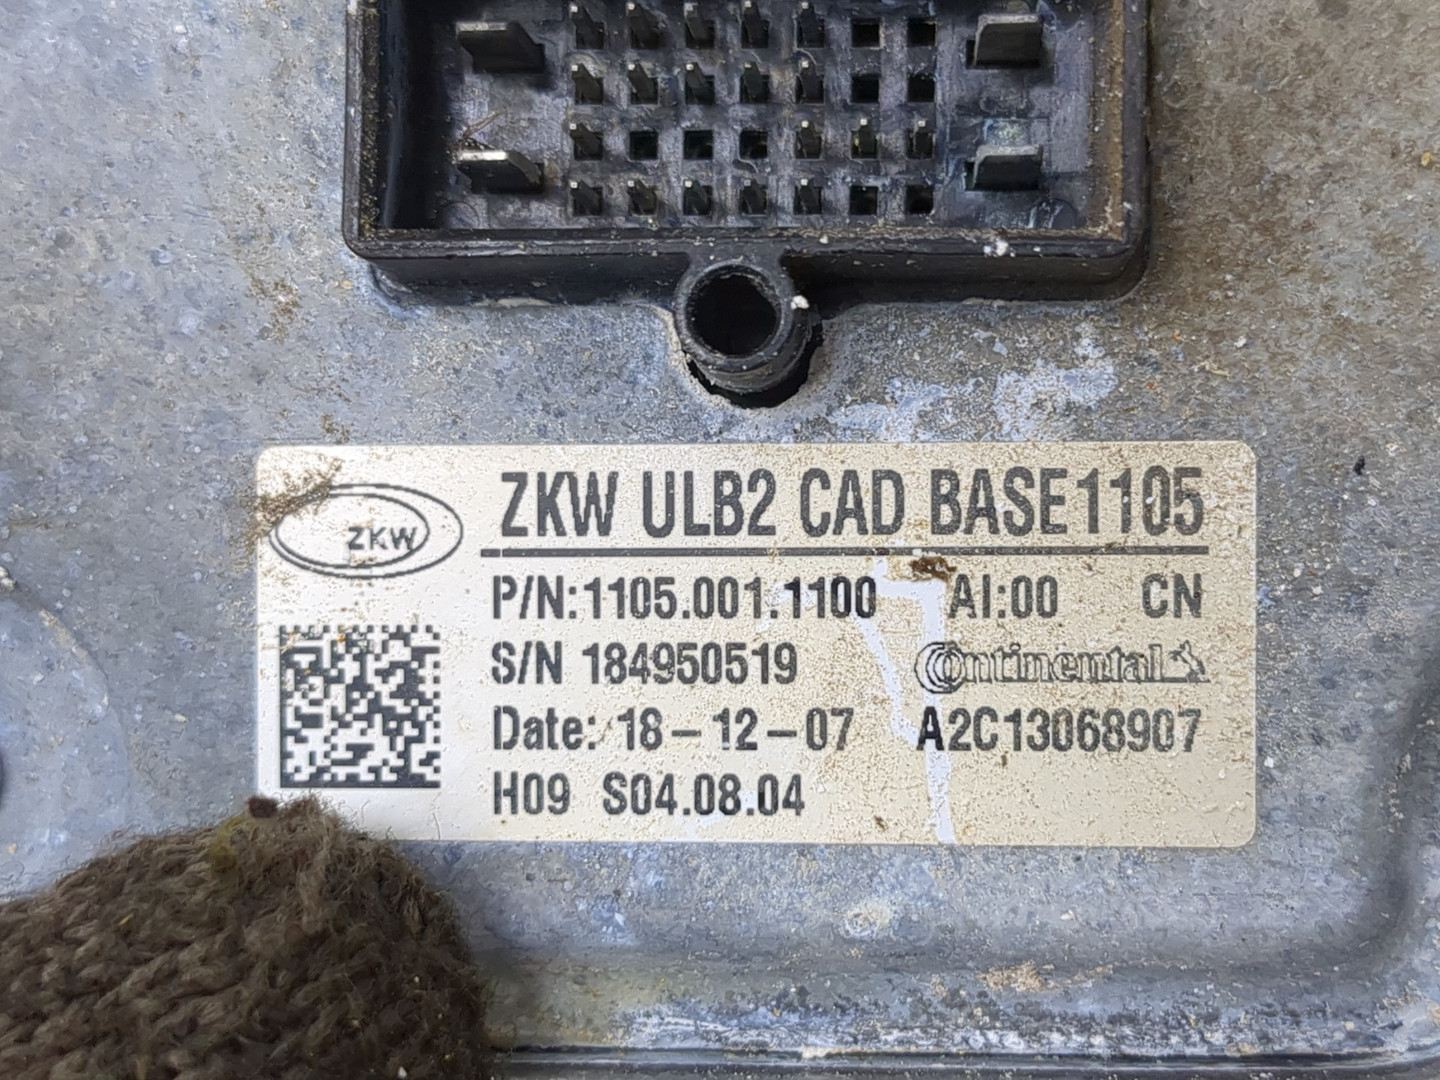 ZKW ULB2 CAD BASE1105
ZKW
P/N:1105.001.1100 AI:00 CN
S/N 184950519 Continental
Date: 18-12-07 A2C13068907
H09 S04.08.04